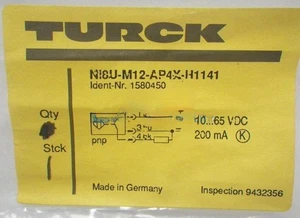 TURCK
NI8U-M12-AP4X-H1141
Ident-Nr. 1580450
Qty
Stck
1
pnp
10...65 VDC
200 mA K
Made in Germany
Inspection 9432356